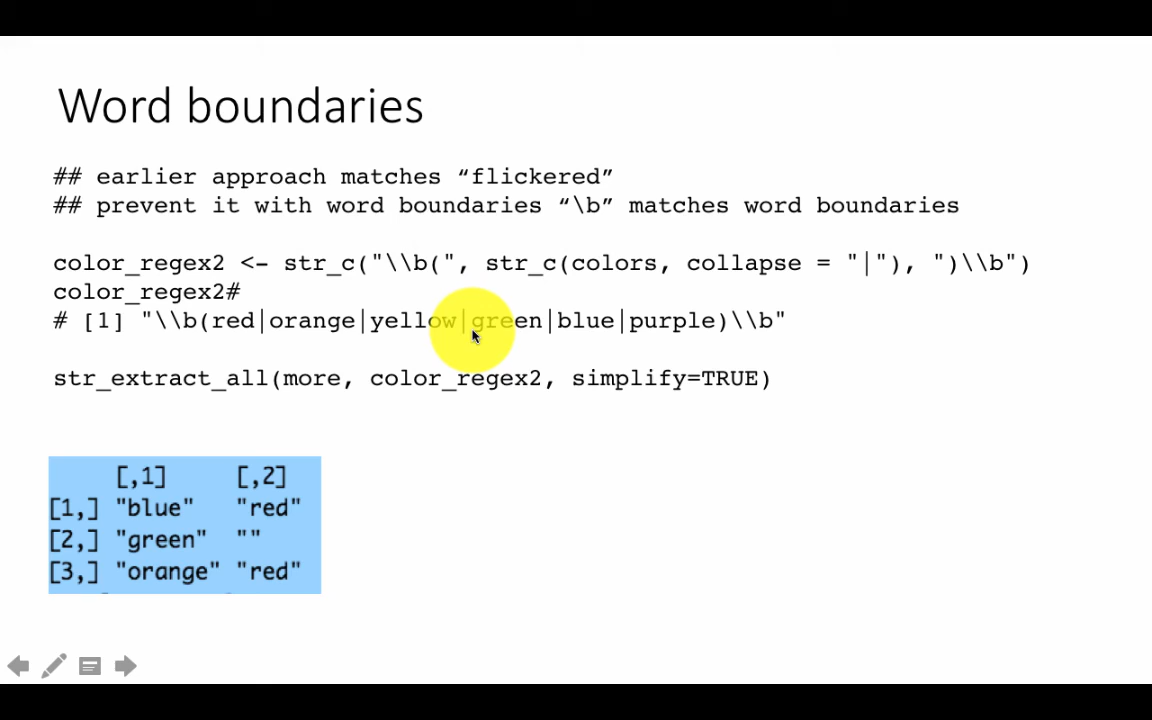 Word boundaries
## earlier approach matches “flickered”
## prevent it with word boundaries “\b” matches word boundaries
color_regex2 <- str_c("\\b(", str_c(colors, collapse = "|"), ")\\b")
color_regex2#
# [1] "\\b(red|orange|yellow|green|blue|purple)\\b"
str_extract_all(more, color_regex2, simplify=TRUE)
[,1] [,2]
[1,] "blue" "red"
[2,] "green" ""
[3,] "orange" "red"